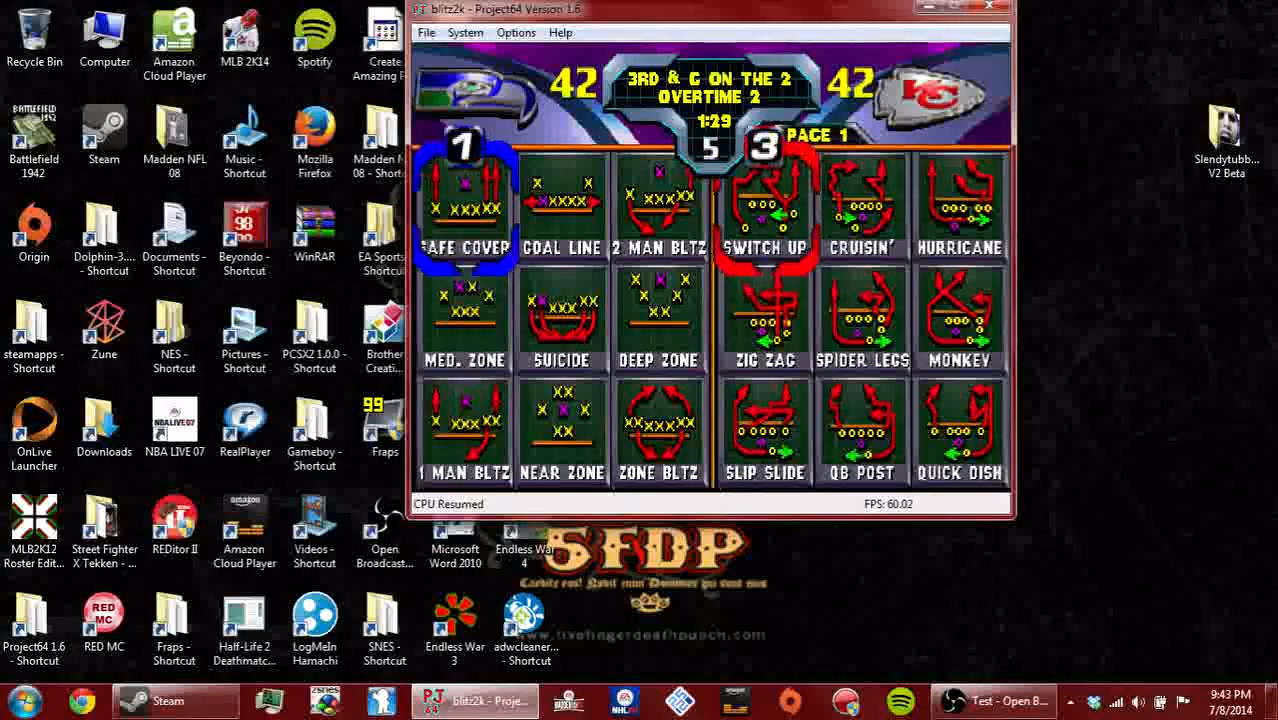 Recycle Bin
Computer
Amazon
Cloud Player
MLB 2K14
Spotify
Create
Amazing P...
Battlefield
1942
Steam
Madden NFL
08
Music -
Shortcut
Mozilla
Firefox
Madden N...
08 - Short...
Origin
Dolphin-3....
- Shortcut
Documents -
Shortcut
Beyondo -
Shortcut
WinRAR
EA Sports ...
Shortcut
steamapps -
Shortcut
Zune
NES -
Shortcut
Pictures -
Shortcut
PCSX2 1.0.0 -
Shortcut
Brother
Creati...
OnLive
Launcher
Downloads
NBA LIVE 07
RealPlayer
Gameboy -
Shortcut
99
Fraps
MLB2K12
Roster Edit...
Street Fighter
X Tekken - ...
REDitor II
Amazon
Cloud Player
Videos -
Shortcut
Open
Broadcast...
Microsoft
Word 2010
Endless War
4
Project64 1.6
- Shortcut
RED MC
Fraps -
Shortcut
Half-Life 2
Deathmatc...
LogMeIn
Hamachi
SNES -
Shortcut
Endless War
3
adwcleaner...
- Shortcut
Slendytubb...
V2 Beta
blitz2k - Project64 Version 1.6
File System Options Help
42
3RD & G ON THE 2
OVERTIME 2
1:29
5
42
KC
PAGE 1
1
3
SAFE COVER
GOAL LINE
2 MAN BLTZ
SWITCH UP
CRUISIN'
HURRICANE
MED. ZONE
SUICIDE
DEEP ZONE
ZIG ZAG
SPIDER LEGS
MONKEY
1 MAN BLTZ
NEAR ZONE
ZONE BLTZ
SLIP SLIDE
QB POST
QUICK DISH
CPU Resumed
FPS: 60.02
5FDP
www.fivefingerdeathpunch.com
Steam
blitz2k - Proje...
Test - Open B...
9:43 PM
7/8/2014